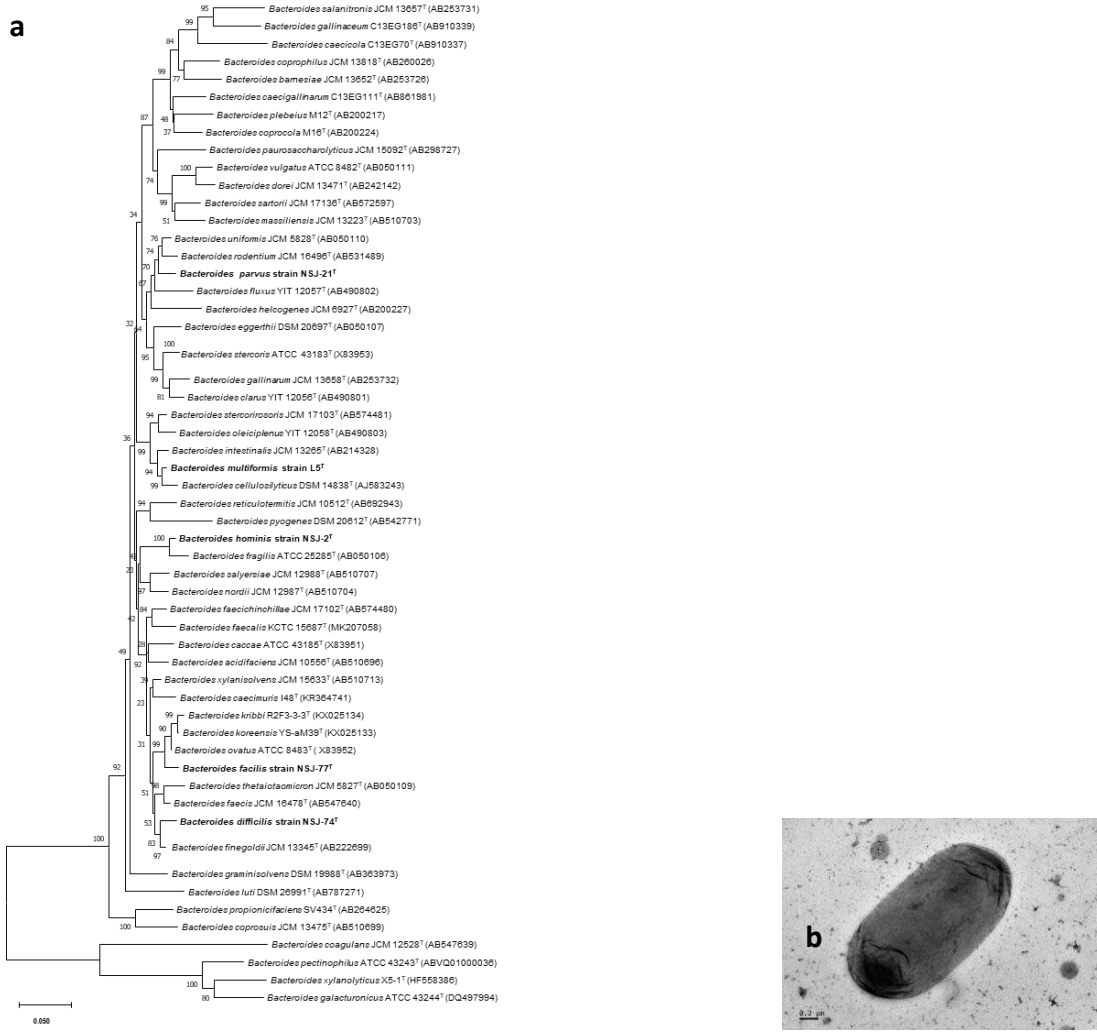 a
95 Bacteroides salanitronis JCM 13657ᵀ (AB253731)
99 Bacteroides gallinaceum C13EG186ᵀ (AB910339)
84 Bacteroides caecicola C13EG70ᵀ (AB910337)
Bacteroides coprophilus JCM 13818ᵀ (AB260026)
99 77 Bacteroides barnesiae JCM 13652ᵀ (AB253726)
Bacteroides caecigallinarum C13EG111ᵀ (AB861981)
87 48 Bacteroides plebeius M12ᵀ (AB200217)
37 Bacteroides coprocola M16ᵀ (AB200224)
Bacteroides paurosaccharolyticus JCM 15092ᵀ (AB298727)
100 Bacteroides vulgatus ATCC 8482ᵀ (AB050111)
74 Bacteroides dorei JCM 13471ᵀ (AB242142)
99 Bacteroides sartorii JCM 17136ᵀ (AB572597)
34 51 Bacteroides massiliensis JCM 13223ᵀ (AB510703)
76 Bacteroides uniformis JCM 5828ᵀ (AB050110)
74 Bacteroides rodentium JCM 16496ᵀ (AB531489)
70 Bacteroides parvus strain NSJ-21ᵀ
67 Bacteroides fluxus YIT 12057ᵀ (AB490802)
Bacteroides helcogenes JCM 6927ᵀ (AB200227)
32 Bacteroides eggerthii DSM 20697ᵀ (AB050107)
95 100 Bacteroides stercoris ATCC 43183ᵀ (X83953)
99 Bacteroides gallinarum JCM 13658ᵀ (AB253732)
81 Bacteroides clarus YIT 12056ᵀ (AB490801)
94 Bacteroides stercorirosoris JCM 17103ᵀ (AB574481)
36 Bacteroides oleiciplenus YIT 12058ᵀ (AB490803)
99 Bacteroides intestinalis JCM 13265ᵀ (AB214328)
94 Bacteroides multiformis strain L5ᵀ
99 Bacteroides cellulosilyticus DSM 14838ᵀ (AJ583243)
94 Bacteroides reticulotermitis JCM 10512ᵀ (AB692943)
Bacteroides pyogenes DSM 20612ᵀ (AB542771)
100 Bacteroides hominis strain NSJ-2ᵀ
Bacteroides fragilis ATCC 25285ᵀ (AB050106)
23 Bacteroides salyersiae JCM 12988ᵀ (AB510707)
97 Bacteroides nordii JCM 12987ᵀ (AB510704)
84 Bacteroides faecichinchillae JCM 17102ᵀ (AB574480)
42 Bacteroides faecalis KCTC 15687ᵀ (MK207058)
28 Bacteroides caccae ATCC 43185ᵀ (X83951)
49 92 Bacteroides acidifaciens JCM 10556ᵀ (AB510696)
39 Bacteroides xylanisolvens JCM 15633ᵀ (AB510713)
23 Bacteroides caecimuris I48ᵀ (KR364741)
99 Bacteroides kribbi R2F3-3-3ᵀ (KX025134)
90 Bacteroides koreensis YS-aM39ᵀ (KX025133)
31 99 Bacteroides ovatus ATCC 8483ᵀ ( X83952)
92 Bacteroides facilis strain NSJ-77ᵀ
98 Bacteroides thetaiotaomicron JCM 5827ᵀ (AB050109)
51 Bacteroides faecis JCM 16478ᵀ (AB547640)
53 Bacteroides difficilis strain NSJ-74ᵀ
100 83 Bacteroides finegoldii JCM 13345ᵀ (AB222699)
97
Bacteroides graminisolvens DSM 19988ᵀ (AB363973)
Bacteroides luti DSM 26991ᵀ (AB787271)
Bacteroides propionicifaciens SV434ᵀ (AB264625)
100 Bacteroides coprosuis JCM 13475ᵀ (AB510699)
Bacteroides coagulans JCM 12528ᵀ (AB547639)
Bacteroides pectinophilus ATCC 43243ᵀ (ABVQ01000036)
100 Bacteroides xylanolyticus X5-1ᵀ (HF558386)
80 Bacteroides galacturonicus ATCC 43244ᵀ (DQ497994)
0.050
b
0.2 μm